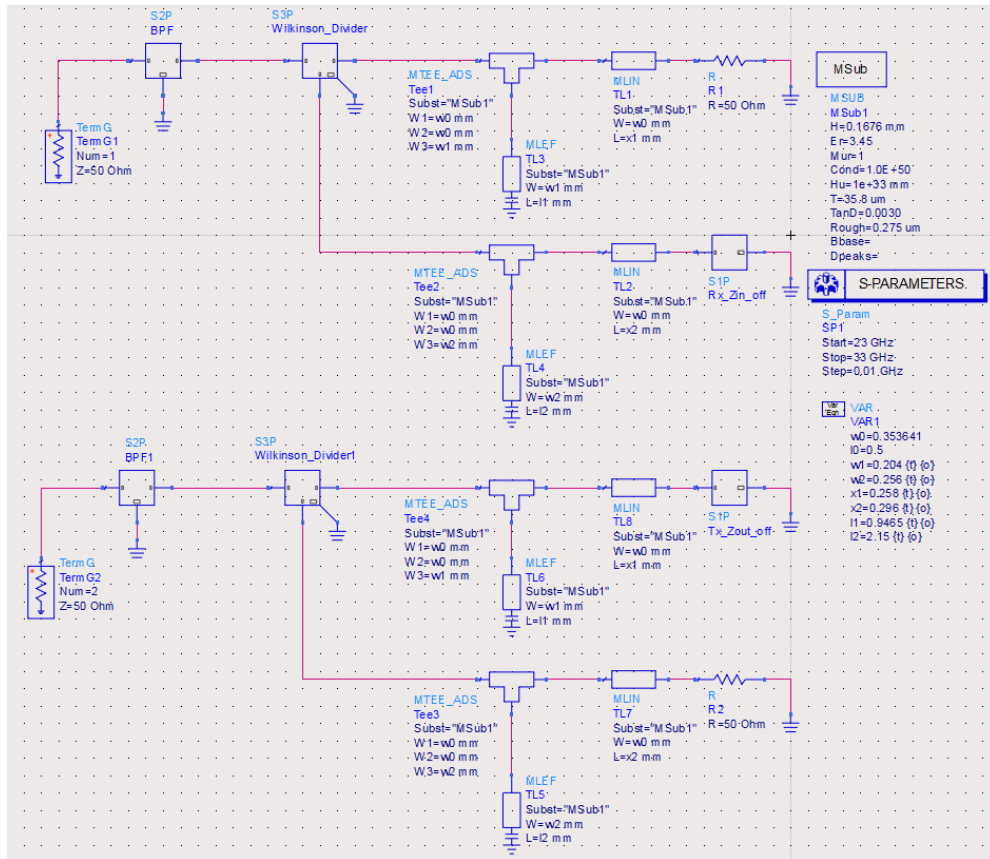 S2P
BPF
S3P
Wilkinson_Divider
TermG
TermG1
Num=1
Z=50 Ohm
MTEE_ADS
Tee1
Subst="MSub1"
W1=w0 mm
W2=w0 mm
W3=w1 mm
MLIN
TL1
Subst="MSub1"
W=w0 mm
L=x1 mm
R
R1
R=50 Ohm
MLEF
TL3
Subst="MSub1"
W=w1 mm
L=l1 mm
MSub
MSUB
MSub1
H=0.1676 mm
Er=3.45
Mur=1
Cond=1.0E+50
Hu=1e+33 mm
T=35.8 um
TanD=0.0030
Rough=0.275 um
Bbase=
Dpeaks=
MTEE_ADS
Tee2
Subst="MSub1"
W1=w0 mm
W2=w0 mm
W3=w2 mm
MLIN
TL2
Subst="MSub1"
W=w0 mm
L=x2 mm
S1P
Rx_Zin_off
MLEF
TL4
Subst="MSub1"
W=w2 mm
L=l2 mm
S-PARAMETERS
S_Param
SP1
Start=23 GHz
Stop=33 GHz
Step=0.01 GHz
Var
Eqn
VAR
VAR1
w0=0.353641
l0=0.5
w1=0.204 {t} {o}
w2=0.256 {t} {o}
x1=0.258 {t} {o}
x2=0.296 {t} {o}
l1=0.9465 {t} {o}
l2=2.15 {t} {o}
S2P
BPF1
S3P
Wilkinson_Divider1
TermG
TermG2
Num=2
Z=50 Ohm
MTEE_ADS
Tee4
Subst="MSub1"
W1=w0 mm
W2=w0 mm
W3=w1 mm
MLIN
TL8
Subst="MSub1"
W=w0 mm
L=x1 mm
S1P
Tx_Zout_off
MLEF
TL6
Subst="MSub1"
W=w1 mm
L=l1 mm
MTEE_ADS
Tee3
Subst="MSub1"
W1=w0 mm
W2=w0 mm
W3=w2 mm
MLIN
TL7
Subst="MSub1"
W=w0 mm
L=x2 mm
R
R2
R=50 Ohm
MLEF
TL5
Subst="MSub1"
W=w2 mm
L=l2 mm